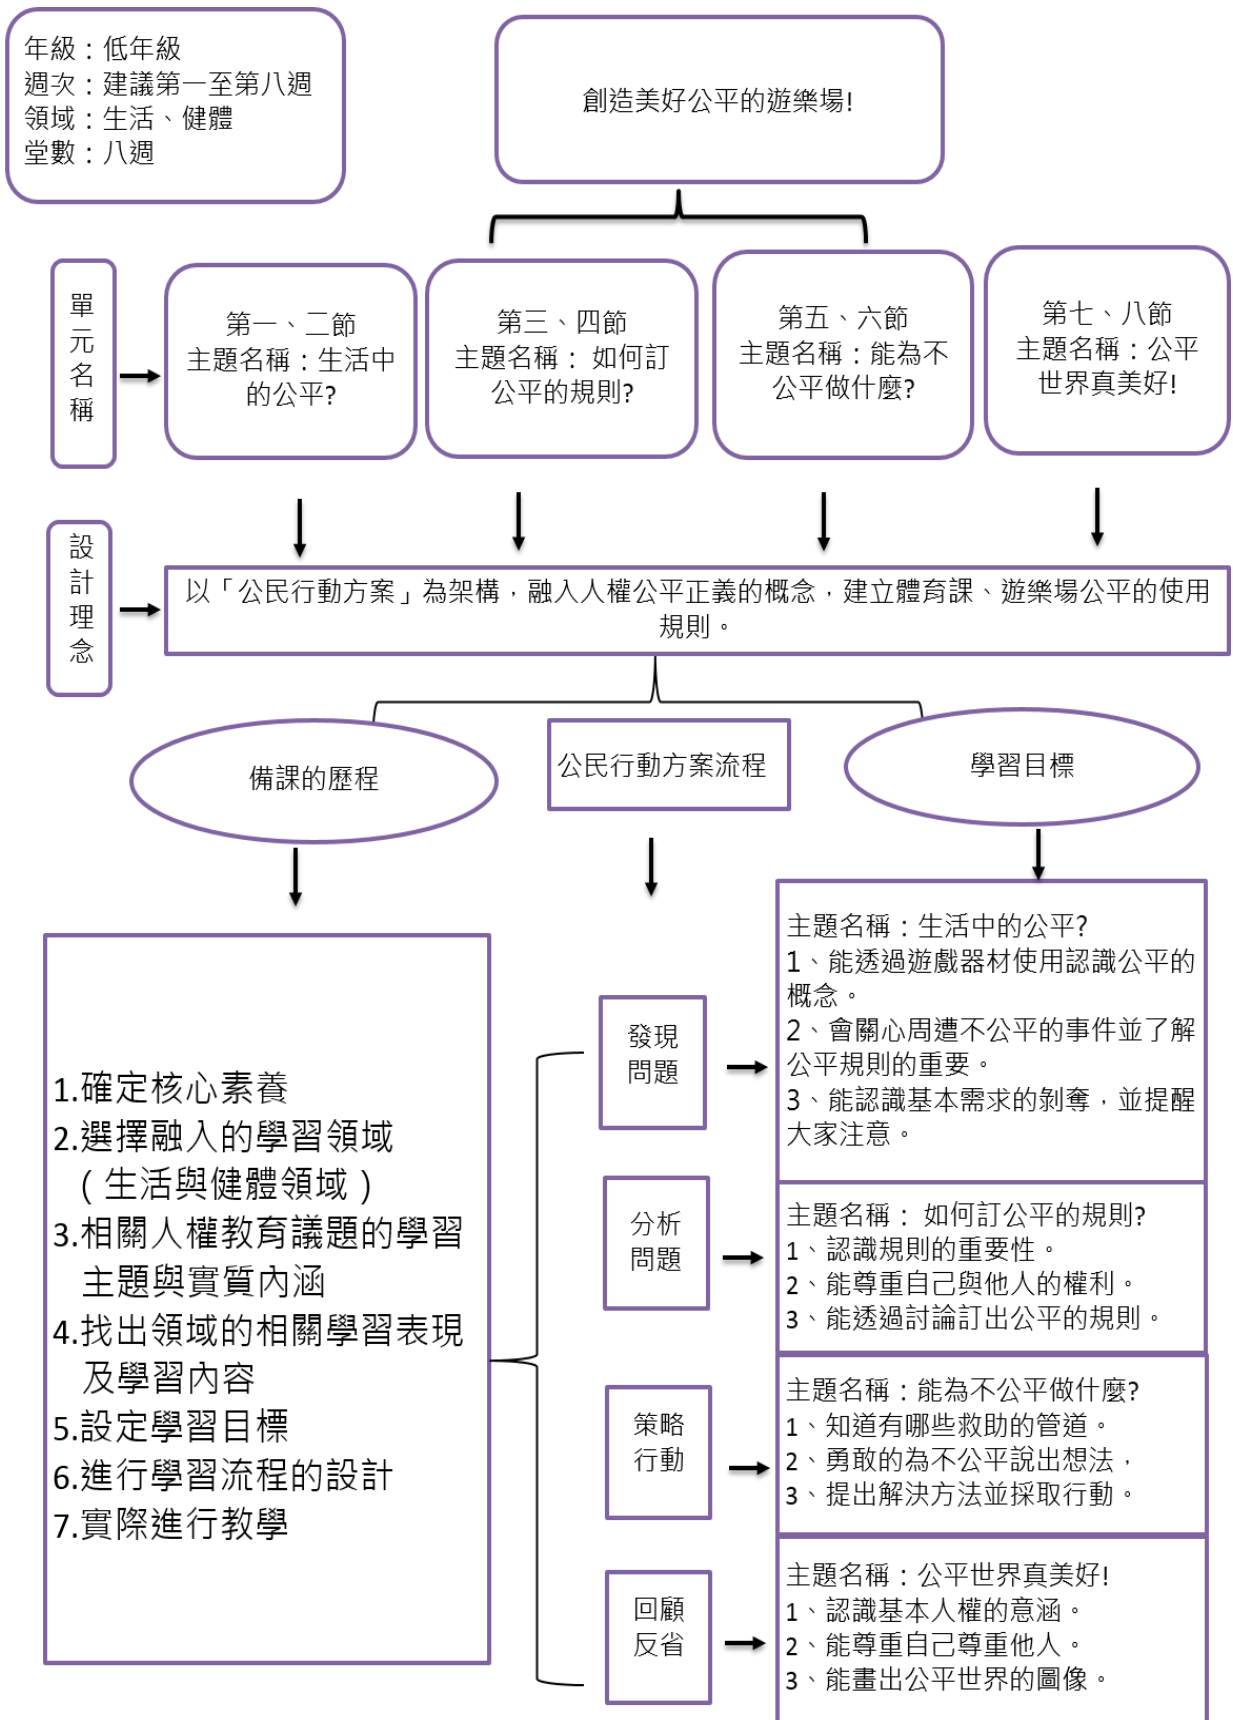 年級：低年級
週次：建議第一至第八週
領域：生活、健體
堂數：八週
創造美好公平的遊樂場!
單
元
名
稱
第一、二節
主題名稱：生活中
的公平?
第三、四節
主題名稱： 如何訂
公平的規則?
第五、六節
主題名稱：能為不
公平做什麼?
第七、八節
主題名稱：公平
世界真美好!
設
計
理
念
以「公民行動方案」為架構，融入人權公平正義的概念，建立體育課、遊樂場公平的使用
規則。
備課的歷程
公民行動方案流程
學習目標
1.確定核心素養
2.選擇融入的學習領域
（生活與健體領域）
3.相關人權教育議題的學習
主題與實質內涵
4.找出領域的相關學習表現
及學習內容
5.設定學習目標
6.進行學習流程的設計
7.實際進行教學
發現
問題
主題名稱：生活中的公平?
1、能透過遊戲器材使用認識公平的
概念。
2、會關心周遭不公平的事件並了解
公平規則的重要。
3、能認識基本需求的剝奪，並提醒
大家注意。
分析
問題
主題名稱： 如何訂公平的規則?
1、認識規則的重要性。
2、能尊重自己與他人的權利。
3、能透過討論訂出公平的規則。
策略
行動
主題名稱：能為不公平做什麼?
1、知道有哪些救助的管道。
2、勇敢的為不公平說出想法，
3、提出解決方法並採取行動。
回顧
反省
主題名稱：公平世界真美好!
1、認識基本人權的意涵。
2、能尊重自己尊重他人。
3、能畫出公平世界的圖像。